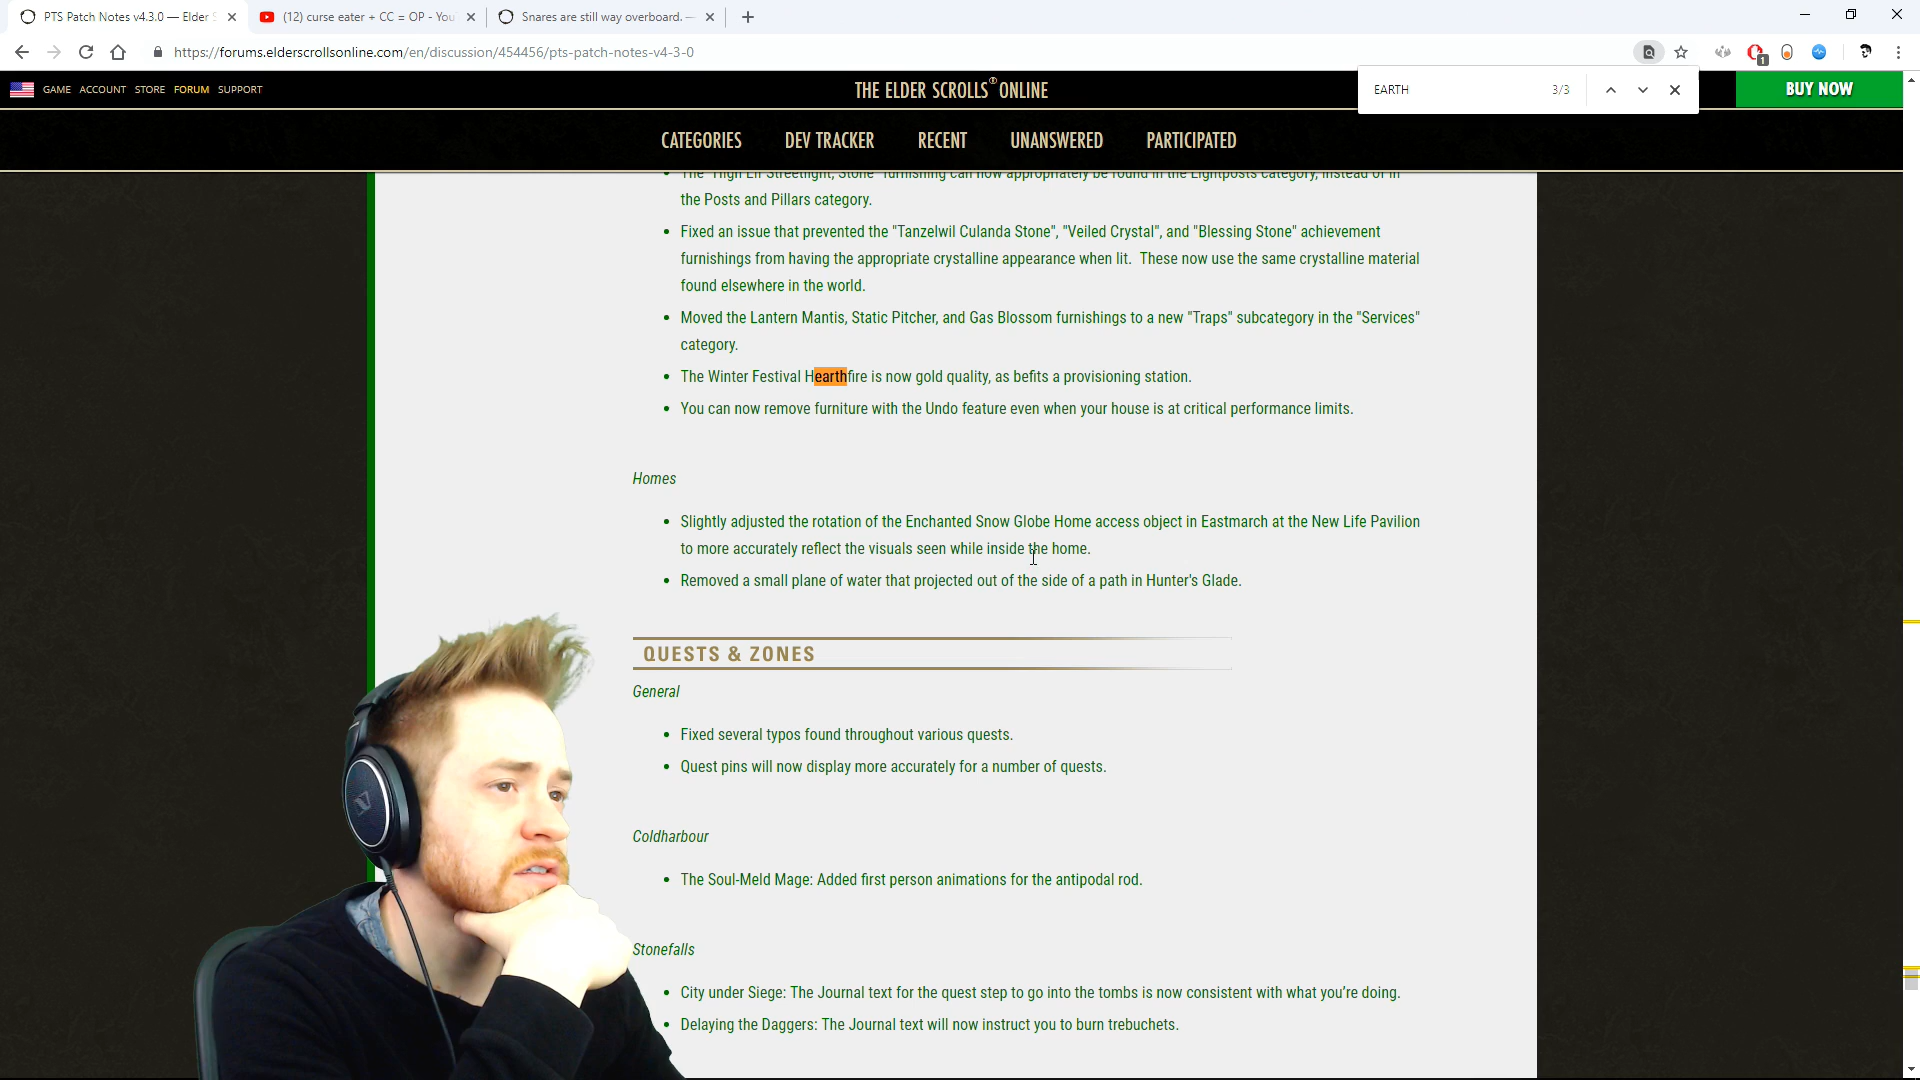 PTS Patch Notes v4.3.0 — Elder S
(12) curse eater + CC = OP - You
Snares are still way overboard. —
https://forums.elderscrollsonline.com/en/discussion/454456/pts-patch-notes-v4-3-0
1
GAME ACCOUNT STORE FORUM SUPPORT
THE ELDER SCROLLS ONLINE
EARTH 3/3
BUY NOW
CATEGORIES DEV TRACKER RECENT UNANSWERED PARTICIPATED
The "High Elf Streetlight, Stone" furnishing can now appropriately be found in the Lightposts category, instead of in
the Posts and Pillars category.
Fixed an issue that prevented the "Tanzelwil Culanda Stone", "Veiled Crystal", and "Blessing Stone" achievement
furnishings from having the appropriate crystalline appearance when lit. These now use the same crystalline material
found elsewhere in the world.
Moved the Lantern Mantis, Static Pitcher, and Gas Blossom furnishings to a new "Traps" subcategory in the "Services"
category.
The Winter Festival Hearthfire is now gold quality, as befits a provisioning station.
You can now remove furniture with the Undo feature even when your house is at critical performance limits.
Homes
Slightly adjusted the rotation of the Enchanted Snow Globe Home access object in Eastmarch at the New Life Pavilion
to more accurately reflect the visuals seen while inside the home.
Removed a small plane of water that projected out of the side of a path in Hunter's Glade.
QUESTS & ZONES
General
Fixed several typos found throughout various quests.
Quest pins will now display more accurately for a number of quests.
Coldharbour
The Soul-Meld Mage: Added first person animations for the antipodal rod.
Stonefalls
City under Siege: The Journal text for the quest step to go into the tombs is now consistent with what you're doing.
Delaying the Daggers: The Journal text will now instruct you to burn trebuchets.